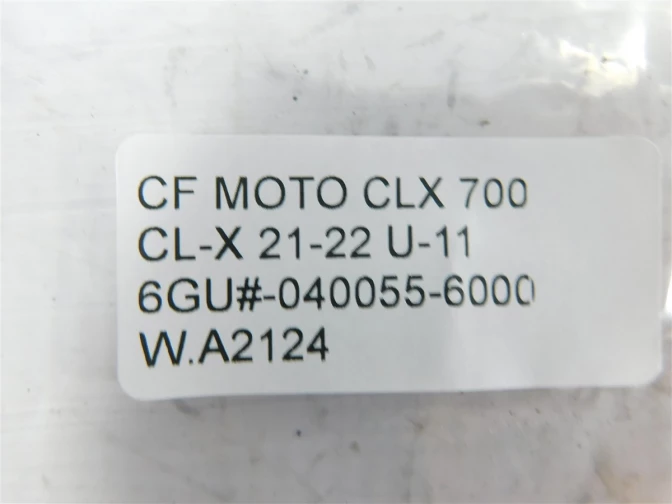 CF MOTO CLX 700
CL-X 21-22 U-11
6GU#-040055-6000
W.A2124